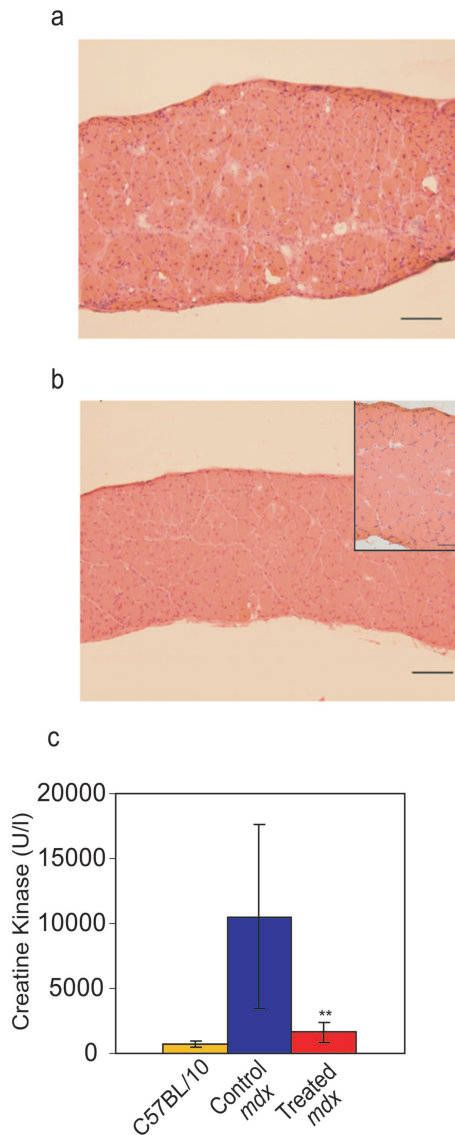 a
b
c
Creatine Kinase (U/I)
20000
15000
10000
5000
0
**
C57BL/10
Control
mdx
Treated
mdx